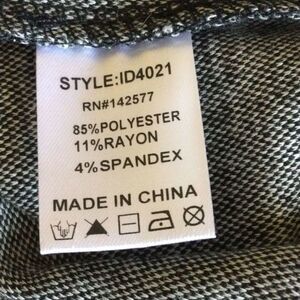 STYLE:ID4021
RN#142577
85%POLYESTER
11%RAYON
4%SPANDEX
MADE IN CHINA